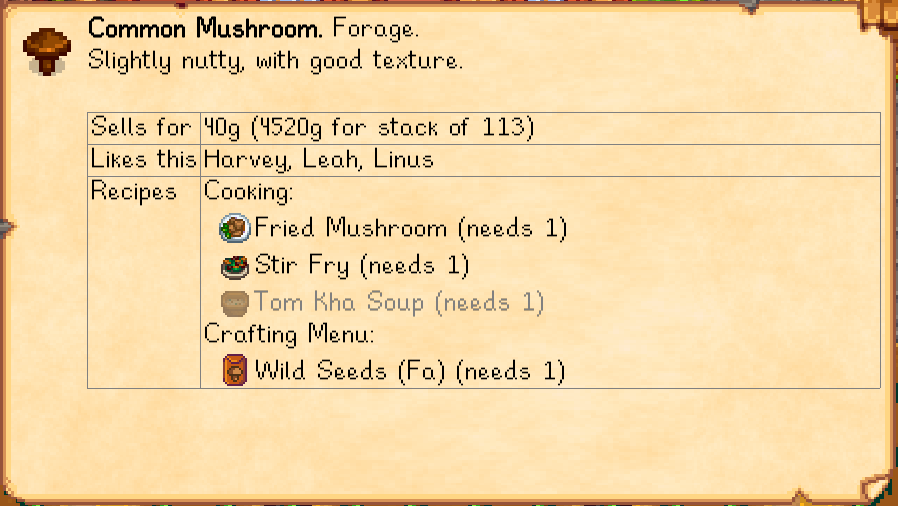 Common Mushroom. Forage.
Slightly nutty, with good texture.
Sells for 40g (4520g for stack of 113)
Likes this Harvey, Leah, Linus
Recipes Cooking:
Fried Mushroom (needs 1)
Stir Fry (needs 1)
Tom Kha Soup (needs 1)
Crafting Menu:
Wild Seeds (Fa) (needs 1)